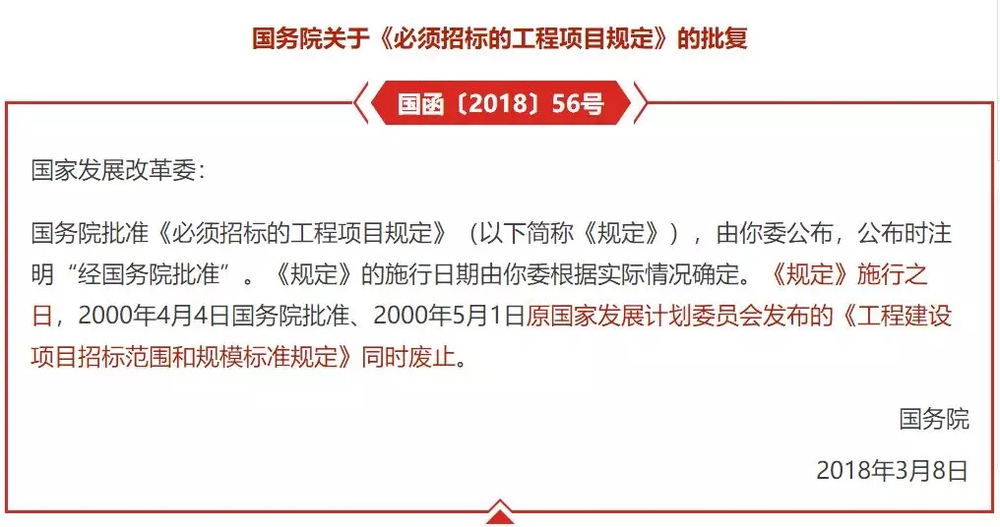 国务院关于《必须招标的工程项目规定》的批复
国函〔2018〕56号
国家发展改革委：
国务院批准《必须招标的工程项目规定》（以下简称《规定》），由你委公布，公布时注
明“经国务院批准”。《规定》的施行日期由你委根据实际情况确定。《规定》施行之
日，2000年4月4日国务院批准、2000年5月1日原国家发展计划委员会发布的《工程建设
项目招标范围和规模标准规定》同时废止。
国务院
2018年3月8日